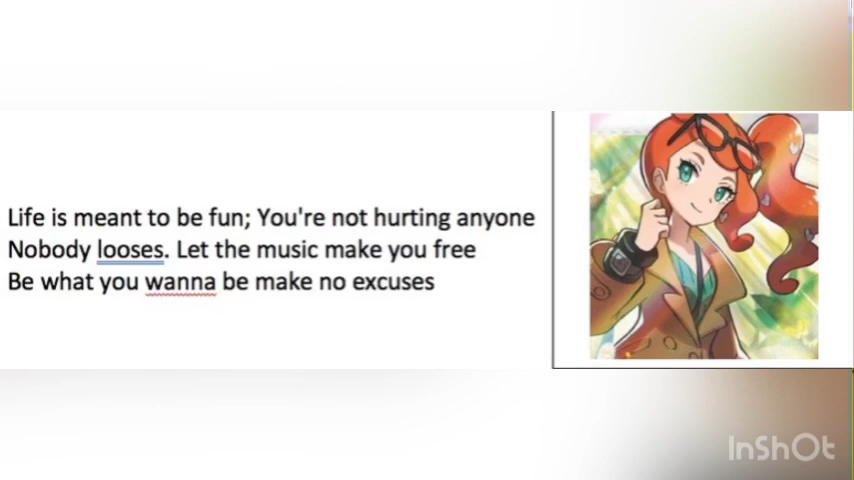 Life is meant to be fun; You're not hurting anyone
Nobody looses. Let the music make you free
Be what you wanna be make no excuses
InShOt